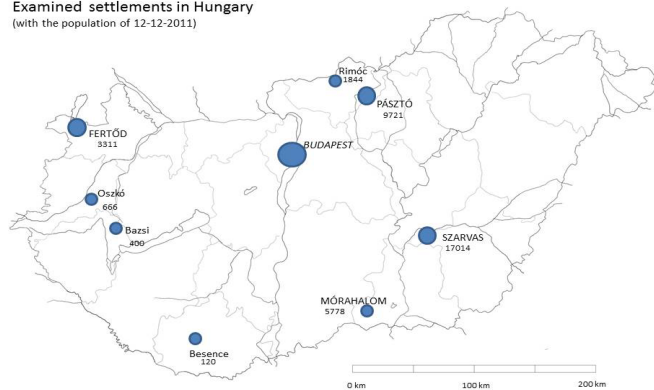 Examined settlements in Hungary
(with the population of 12-12-2011)
Rimóc
1844
PÁSZTÓ
9721
FERTŐD
3311
BUDAPEST
Oszkó
666
Bazsi
400
SZARVAS
17014
MÓRAHALOM
5778
Besence
120
0 km 100 km 200 km